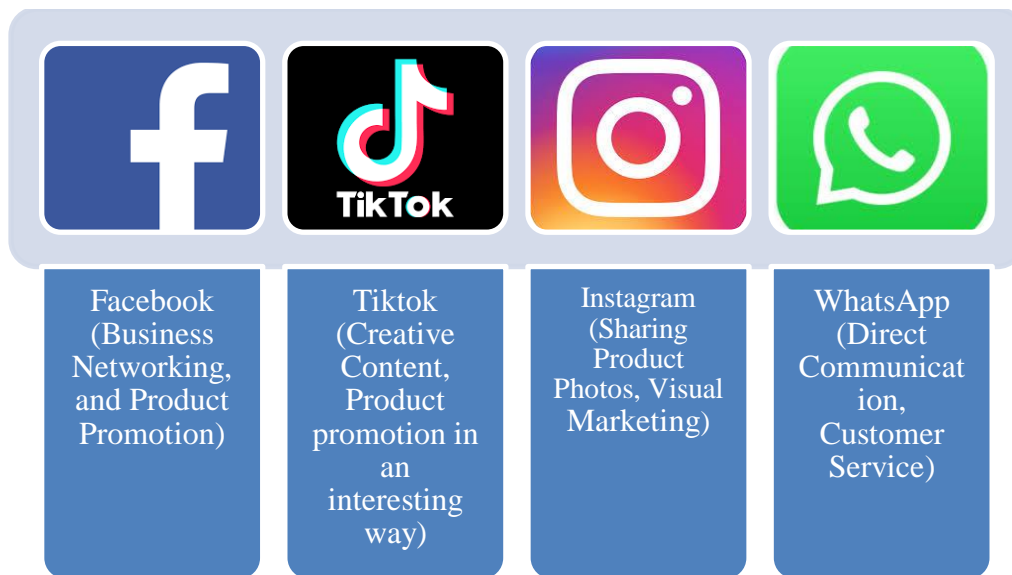 TikTok
Facebook
(Business
Networking,
and Product
Promotion)
Tiktok
(Creative
Content,
Product
promotion in
an
interesting
way)
Instagram
(Sharing
Product
Photos, Visual
Marketing)
WhatsApp
(Direct
Communicat
ion,
Customer
Service)